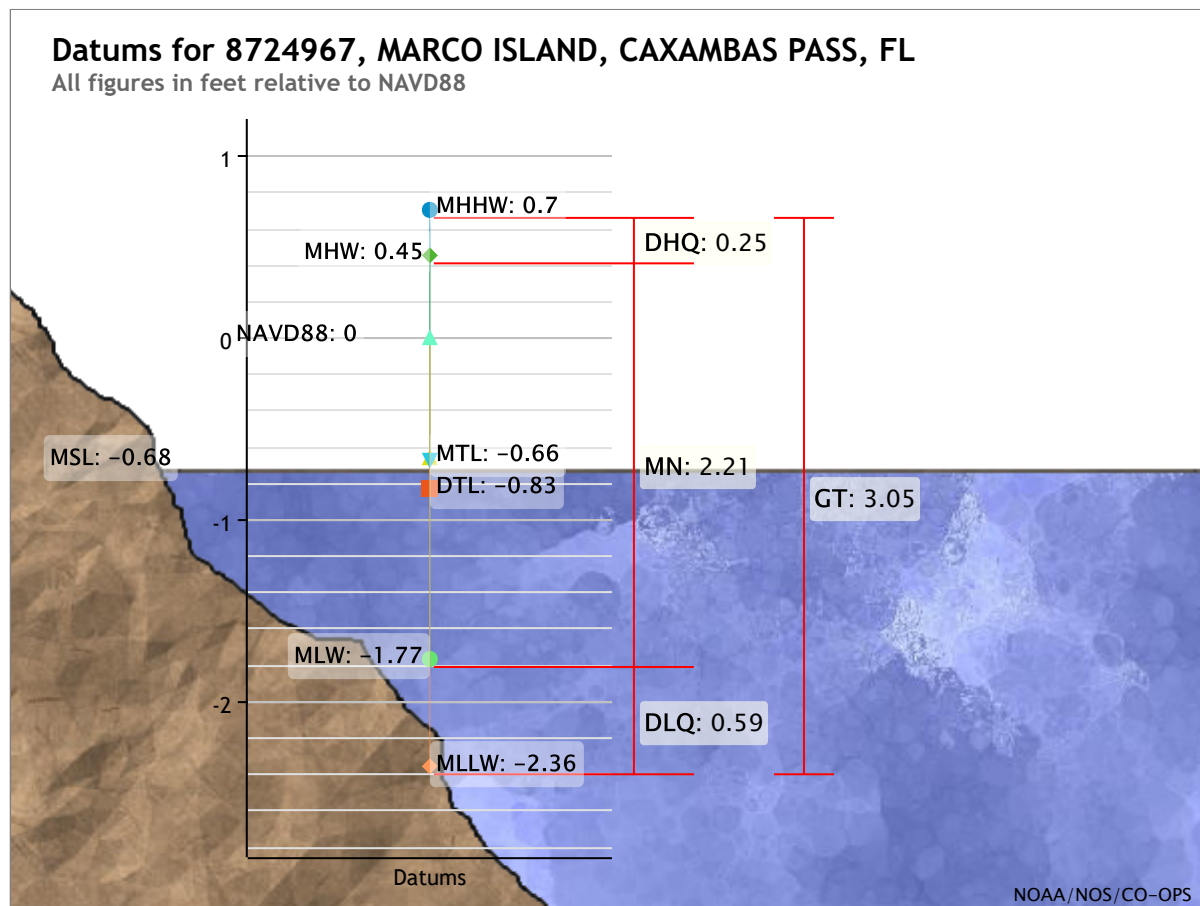 Datums for 8724967, MARCO ISLAND, CAXAMBAS PASS, FL
All figures in feet relative to NAVD88
1
MHHW: 0.7
DHQ: 0.25
MHW: 0.45
0
NAVD88: 0
MSL: −0.68
MTL: −0.66
MN: 2.21
DTL: −0.83
GT: 3.05
-1
MLW: −1.77
-2
DLQ: 0.59
MLLW: −2.36
Datums
NOAA/NOS/CO−OPS